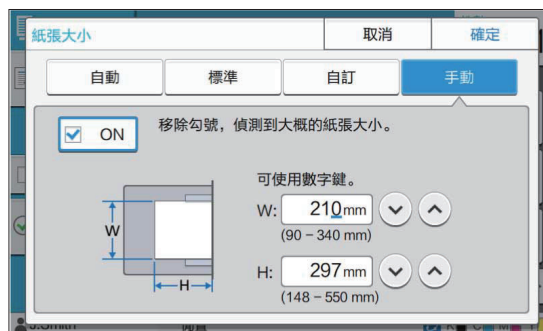 紙張大小
取消
確定
自動
標準
自訂
手動
ON
移除勾號，偵測到大概的紙張大小。
可使用數字鍵。
W: 210mm
(90 – 340 mm)
H: 297mm
(148 – 550 mm)
W
H
J.Smith